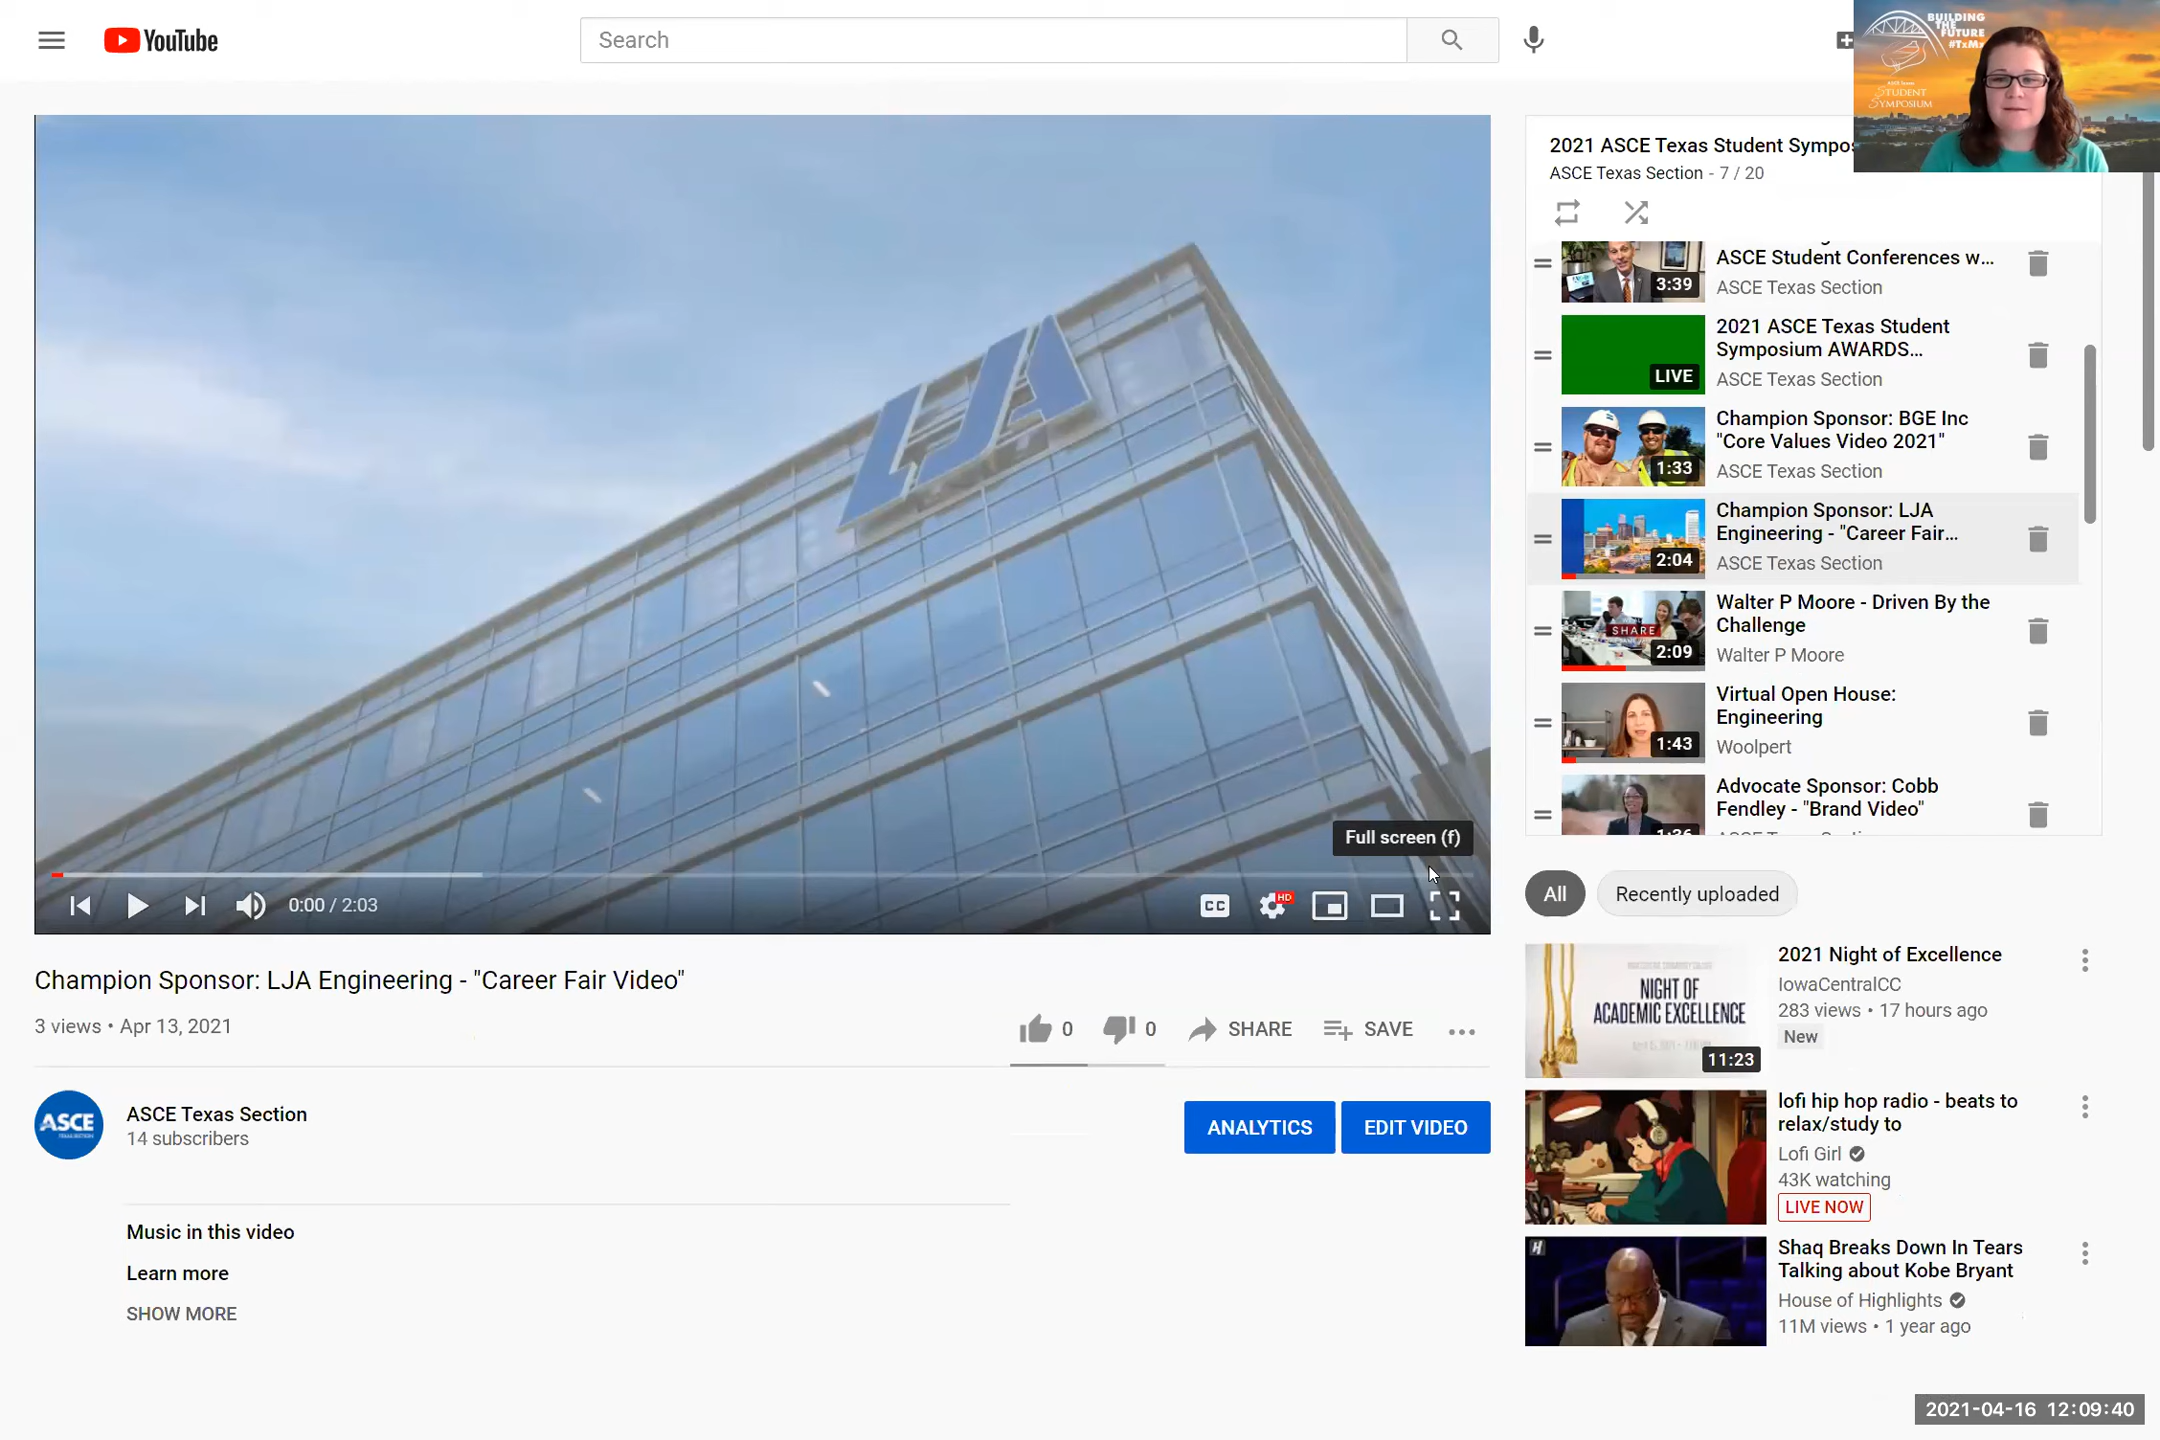 YouTube
Search
BUILDING
THE
FUTURE
#TxMx
STUDENT
SYMPOSIUM
LJA
Full screen (f)
0:00 / 2:03
CC
HD
Champion Sponsor: LJA Engineering - "Career Fair Video"
3 views • Apr 13, 2021
0
0
SHARE
SAVE
ASCE
ASCE Texas Section
14 subscribers
ANALYTICS
EDIT VIDEO
Music in this video
Learn more
SHOW MORE
2021 ASCE Texas Student Sympos
ASCE Texas Section - 7 / 20
3:39
ASCE Student Conferences w...
ASCE Texas Section
LIVE
2021 ASCE Texas Student
Symposium AWARDS...
ASCE Texas Section
1:33
Champion Sponsor: BGE Inc
"Core Values Video 2021"
ASCE Texas Section
2:04
Champion Sponsor: LJA
Engineering - "Career Fair...
ASCE Texas Section
SHARE
2:09
Walter P Moore - Driven By the
Challenge
Walter P Moore
1:43
Virtual Open House:
Engineering
Woolpert
1:36
Advocate Sponsor: Cobb
Fendley - "Brand Video"
All
Recently uploaded
NIGHT OF
ACADEMIC EXCELLENCE
11:23
2021 Night of Excellence
IowaCentralCC
283 views • 17 hours ago
New
lofi hip hop radio - beats to
relax/study to
Lofi Girl
43K watching
LIVE NOW
H
Shaq Breaks Down In Tears
Talking about Kobe Bryant
House of Highlights
11M views • 1 year ago
2021-04-16 12:09:40